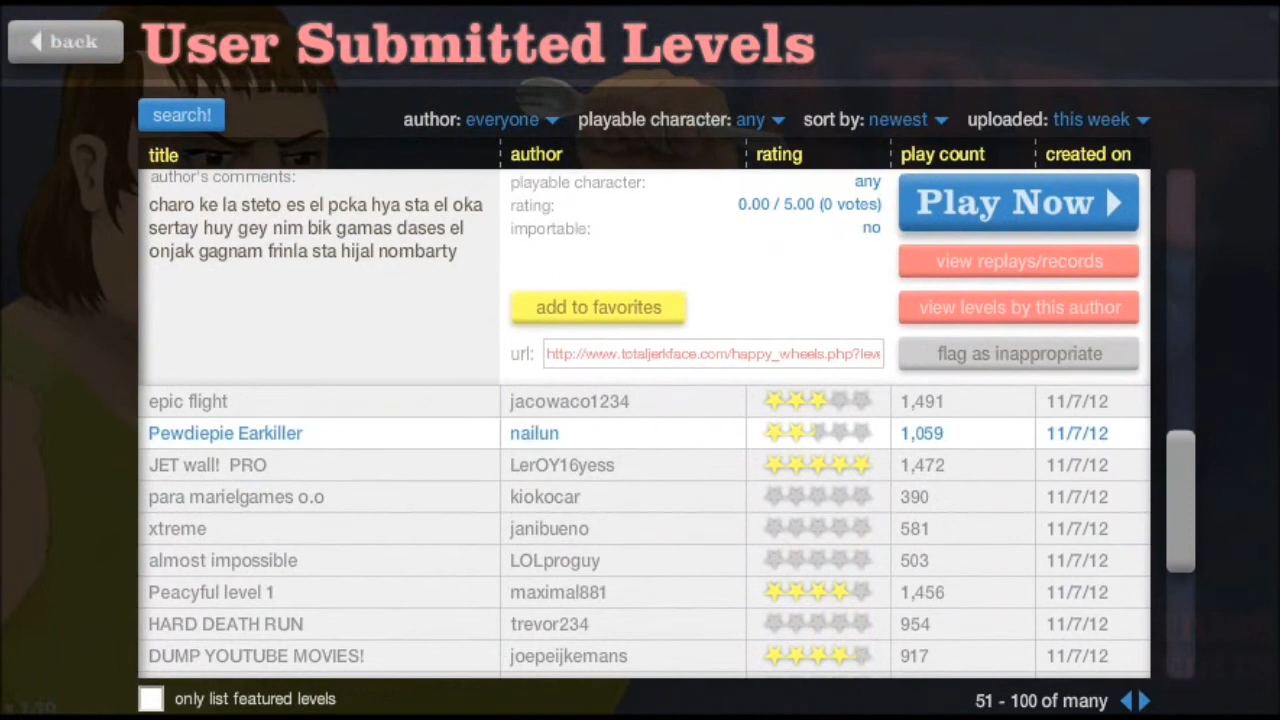 back
User Submitted Levels
search!
author: everyone playable character: any sort by: newest uploaded: this week
title author rating play count created on
author's comments:
charo ke la steto es el pcka hya sta el oka
sertay huy gey nim bik gamas dases el
onjak gagnam frinla sta hijal nombarty
playable character: any
rating: 0.00 / 5.00 (0 votes)
importable: no
add to favorites
url: http://www.totaljerkface.com/happy_wheels.php?leve
Play Now
view replays/records
view levels by this author
flag as inappropriate
epic flight jacowaco1234 1,491 11/7/12
Pewdiepie Earkiller nailun 1,059 11/7/12
JET wall! PRO LerOY16yess 1,472 11/7/12
para marielgames o.o kiokocar 390 11/7/12
xtreme janibueno 581 11/7/12
almost impossible LOLproguy 503 11/7/12
Peacyful level 1 maximal881 1,456 11/7/12
HARD DEATH RUN trevor234 954 11/7/12
DUMP YOUTUBE MOVIES! joepeijkemans 917 11/7/12
only list featured levels
51 - 100 of many